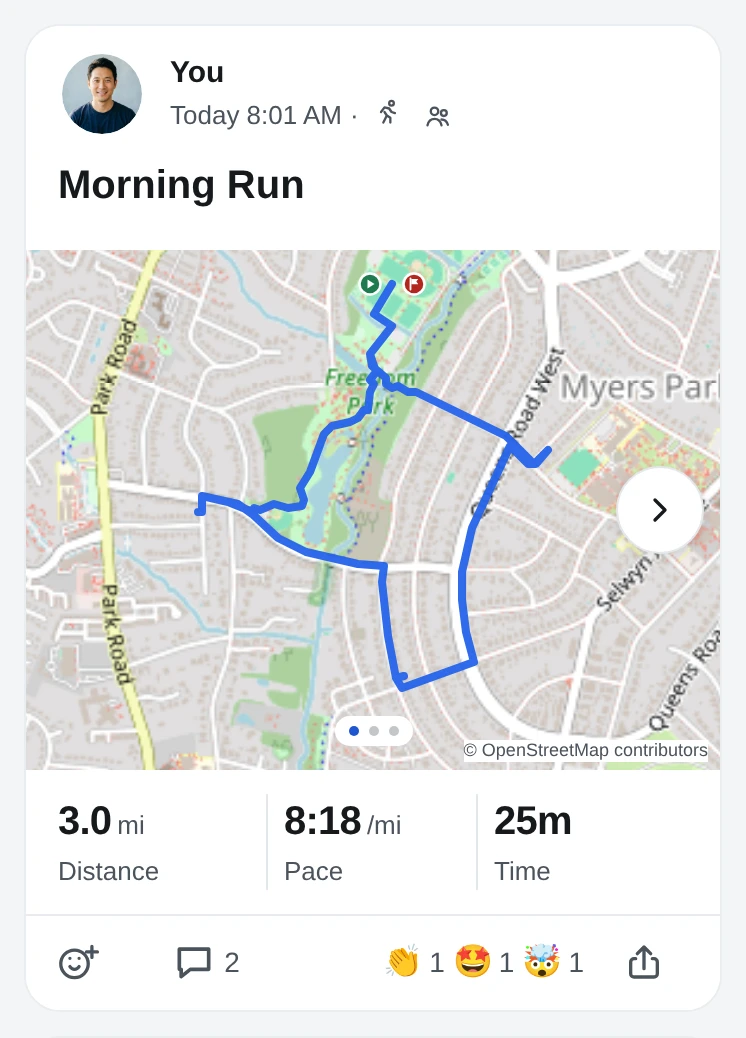 You
Today 8:01 AM ·
Morning Run
Park Road
Freedom
Park
Queens Road West
Myers Park
Selwyn
Park Road
Queens Roa
© OpenStreetMap contributors
3.0 mi
8:18 /mi
25m
Distance
Pace
Time
2
👏 1 🤩 1 🤯 1